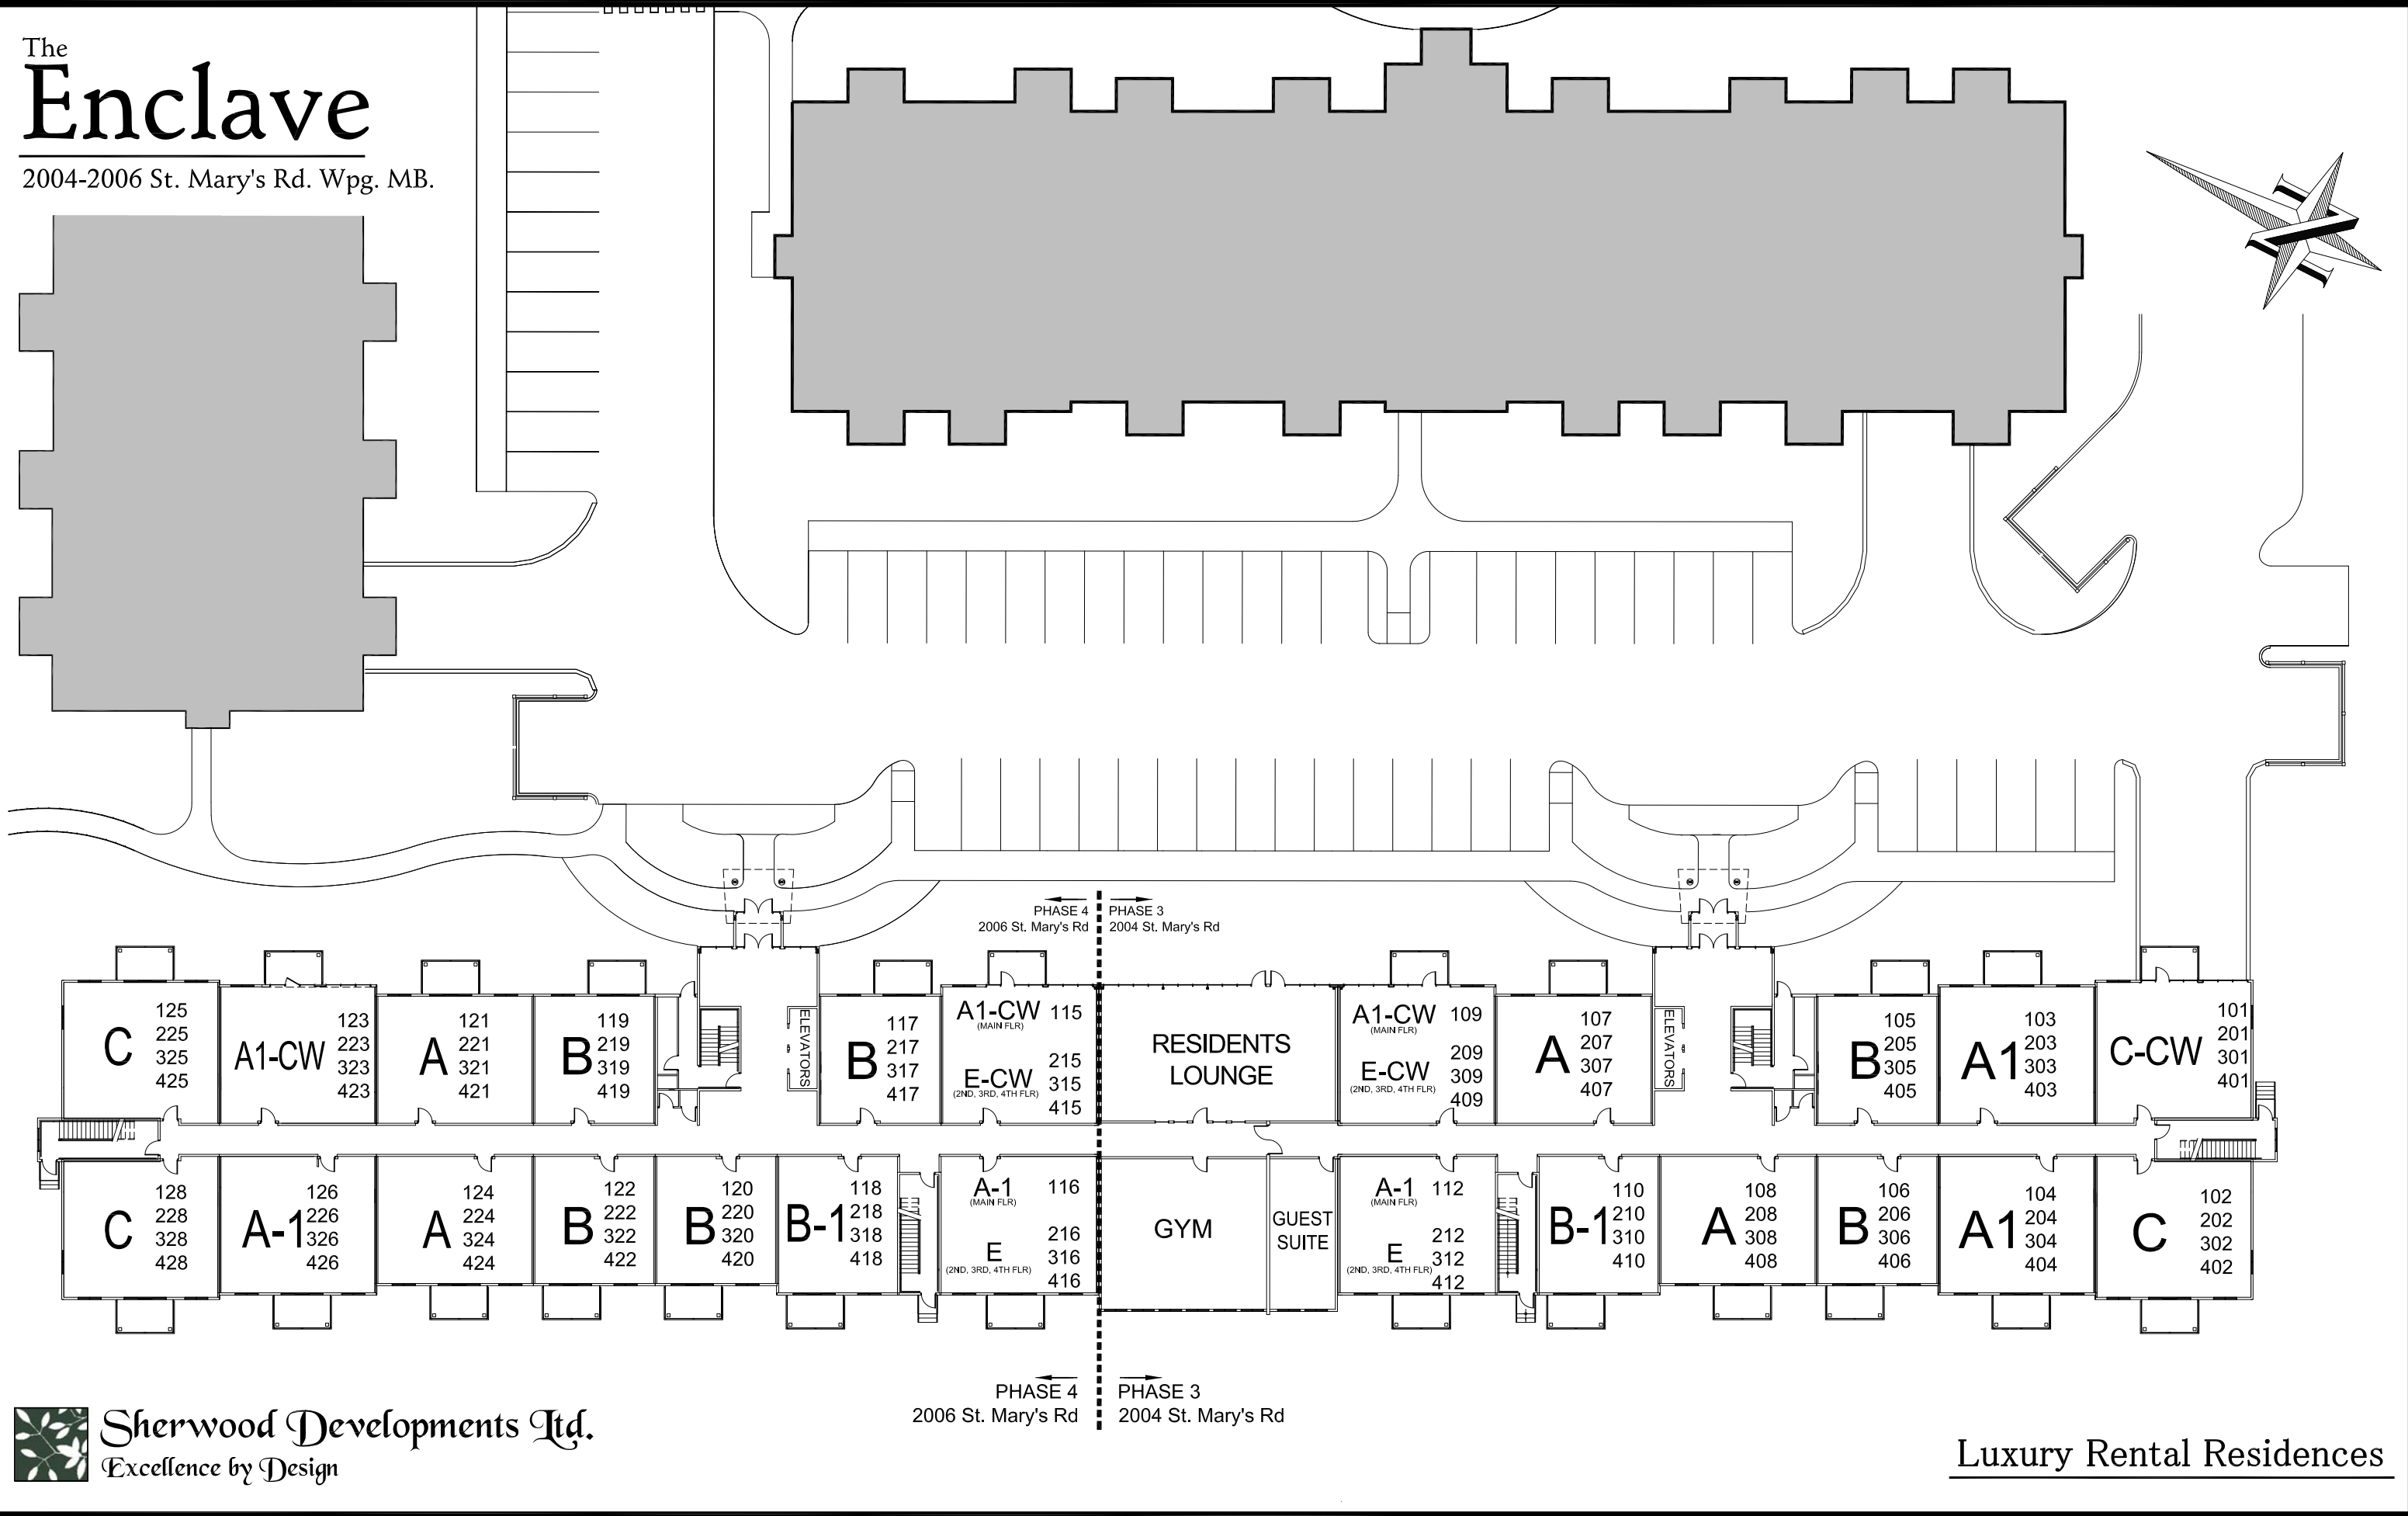 The
Enclave
2004-2006 St. Mary's Rd. Wpg. MB.
N
PHASE 4
2006 St. Mary's Rd
PHASE 3
2004 St. Mary's Rd
C
125
225
325
425
A1-CW
123
223
323
423
A
121
221
321
421
B
119
219
319
419
ELEVATORS
B
117
217
317
417
A1-CW 115
(MAIN FLR)
E-CW
(2ND, 3RD, 4TH FLR)
215
315
415
RESIDENTS
LOUNGE
A1-CW 109
(MAIN FLR)
E-CW
(2ND, 3RD, 4TH FLR)
209
309
409
A
107
207
307
407
ELEVATORS
B
105
205
305
405
A1
103
203
303
403
C-CW
101
201
301
401
C
128
228
328
428
A-1
126
226
326
426
A
124
224
324
424
B
122
222
322
422
B
120
220
320
420
B-1
118
218
318
418
A-1 116
(MAIN FLR)
E
(2ND, 3RD, 4TH FLR)
216
316
416
GYM
GUEST
SUITE
A-1 112
(MAIN FLR)
E
(2ND, 3RD, 4TH FLR)
212
312
412
B-1
110
210
310
410
A
108
208
308
408
B
106
206
306
406
A1
104
204
304
404
C
102
202
302
402
PHASE 4
2006 St. Mary's Rd
PHASE 3
2004 St. Mary's Rd
Sherwood Developments Ltd.
Excellence by Design
Luxury Rental Residences